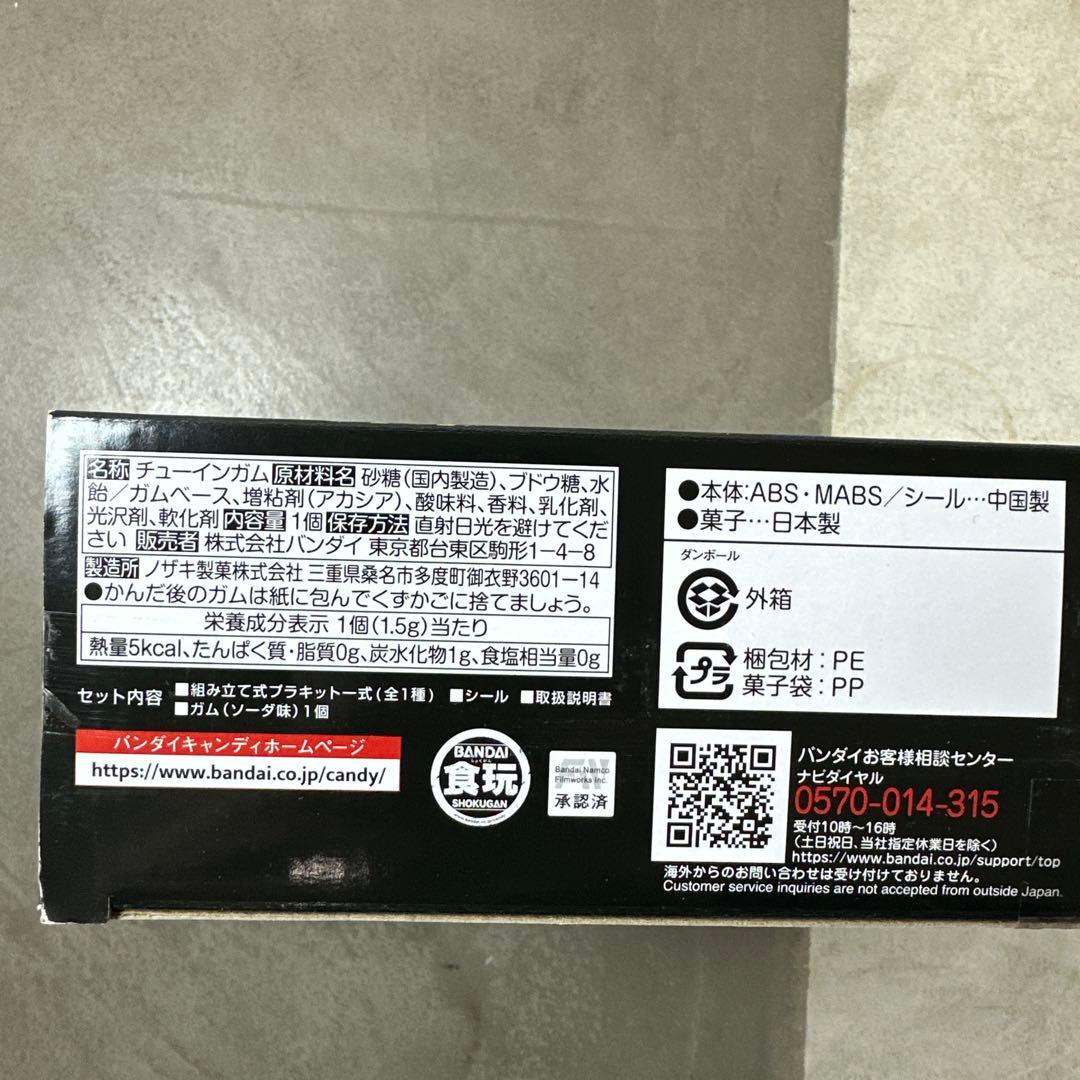 名称 チューインガム 原材料名 砂糖(国内製造)、ブドウ糖、水
飴／ガムベース、増粘剤(アカシア)、酸味料、香料、乳化剤、
光沢剤、軟化剤 内容量 1個 保存方法 直射日光を避けてくだ
さい 販売者 株式会社バンダイ 東京都台東区駒形1-4-8
製造所 ノザキ製菓株式会社 三重県桑名市多度町御衣野3601-14
●かんだ後のガムは紙に包んでくずかごに捨てましょう。
栄養成分表示 1個(1.5g)当たり
熱量5kcal、たんぱく質・脂質0g、炭水化物1g、食塩相当量0g
セット内容 ■組み立て式プラキット一式(全1種) ■シール ■取扱説明書
■ガム(ソーダ味)1個
バンダイキャンディホームページ
https://www.bandai.co.jp/candy/
BANDAI
しょくがん
食玩
SHOKUGAN
Bandai Namco
Filmworks Inc.
承認済
●本体:ABS・MABS／シール…中国製
●菓子…日本製
ダンボール
外箱
プラ
梱包材：PE
菓子袋：PP
バンダイお客様相談センター
ナビダイヤル
0570-014-315
受付10時～16時
(土日祝日、当社指定休業日を除く)
https://www.bandai.co.jp/support/top
海外からのお問い合わせは受け付けておりません。
Customer service inquiries are not accepted from outside Japan.